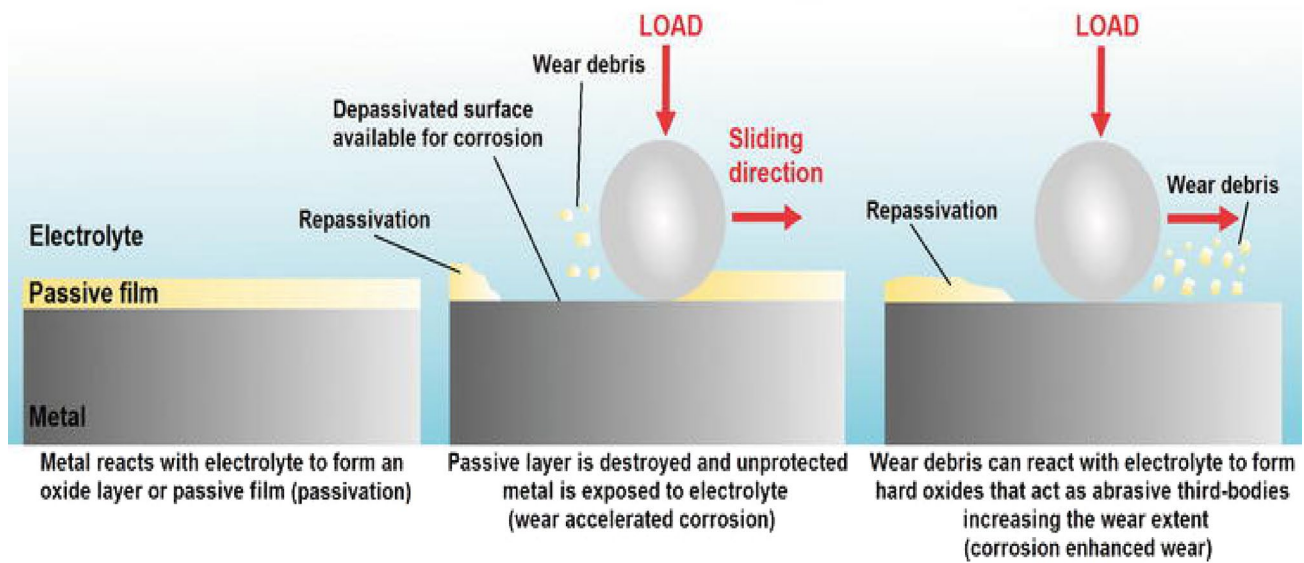 Electrolyte
Passive film
Metal
Metal reacts with electrolyte to form an
oxide layer or passive film (passivation)
LOAD
Wear debris
Depassivated surface
available for corrosion
Sliding
direction
Repassivation
Passive layer is destroyed and unprotected
metal is exposed to electrolyte
(wear accelerated corrosion)
LOAD
Wear debris
Repassivation
Wear debris can react with electrolyte to form
hard oxides that act as abrasive third-bodies
increasing the wear extent
(corrosion enhanced wear)